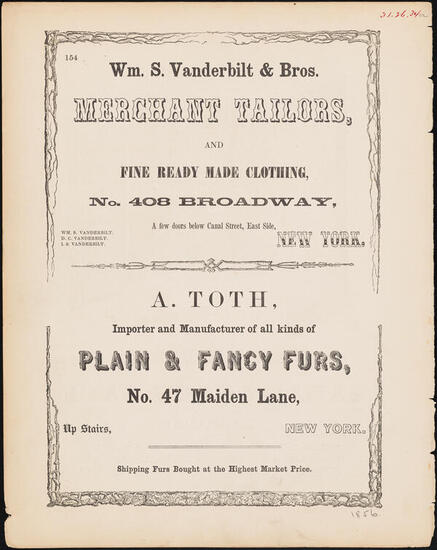 31.26.34/2
154
Wm. S. Vanderbilt & Bros.
MERCHANT TAILORS,
AND
FINE READY MADE CLOTHING,
No. 408 BROADWAY,
A few doors below Canal Street, East Side,
WM. S. VANDERBILT.
D. C. VANDERBILT.
NEW YORK.
A. TOTH,
Importer and Manufacturer of all kinds of
PLAIN & FANCY FURS,
No. 47 Maiden Lane,
Up Stairs,
NEW YORK.
Shipping Furs Bought at the Highest Market Price.
1856.